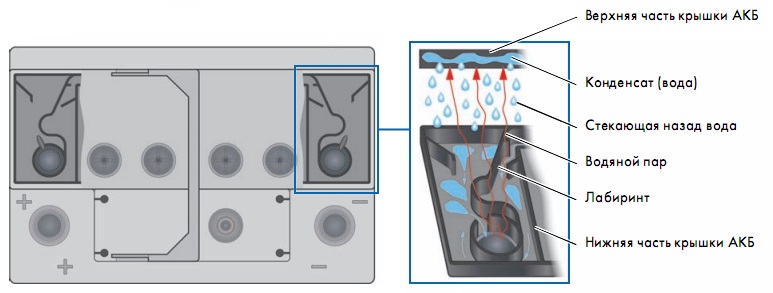 Верхняя часть крышки АКБ
Конденсат (вода)
Стекающая назад вода
Водяной пар
Лабиринт
Нижняя часть крышки АКБ
+
−
+
−